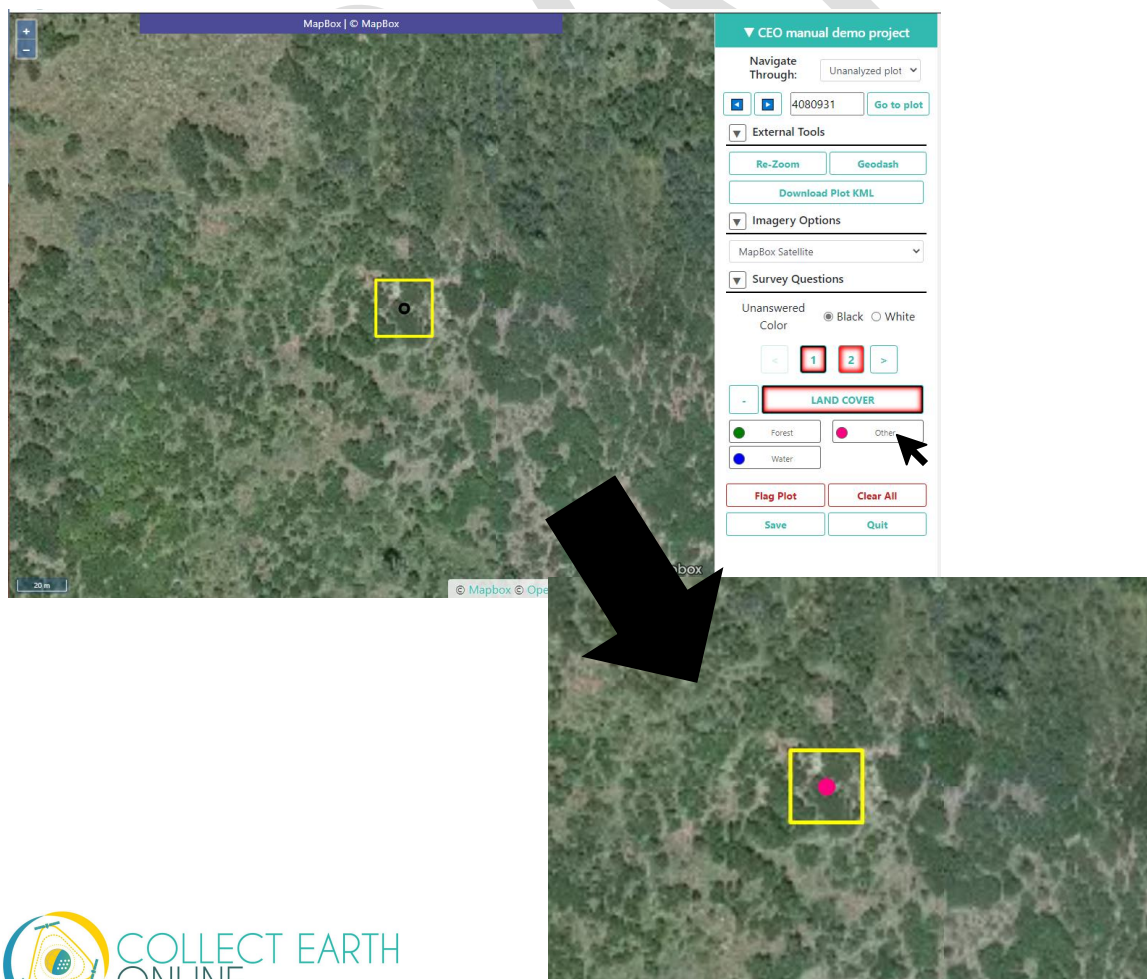 MapBox | © MapBox
+
−
▼ CEO manual demo project
Navigate Through:
Unanalyzed plot
4080931
Go to plot
▼ External Tools
Re-Zoom
Geodash
Download Plot KML
▼ Imagery Options
MapBox Satellite
▼ Survey Questions
Unanswered Color
Black
White
<
1
2
>
-
LAND COVER
Forest
Other
Water
Flag Plot
Clear All
Save
Quit
20 m
© Mapbox © Ope
COLLECT EARTH
ONLINE